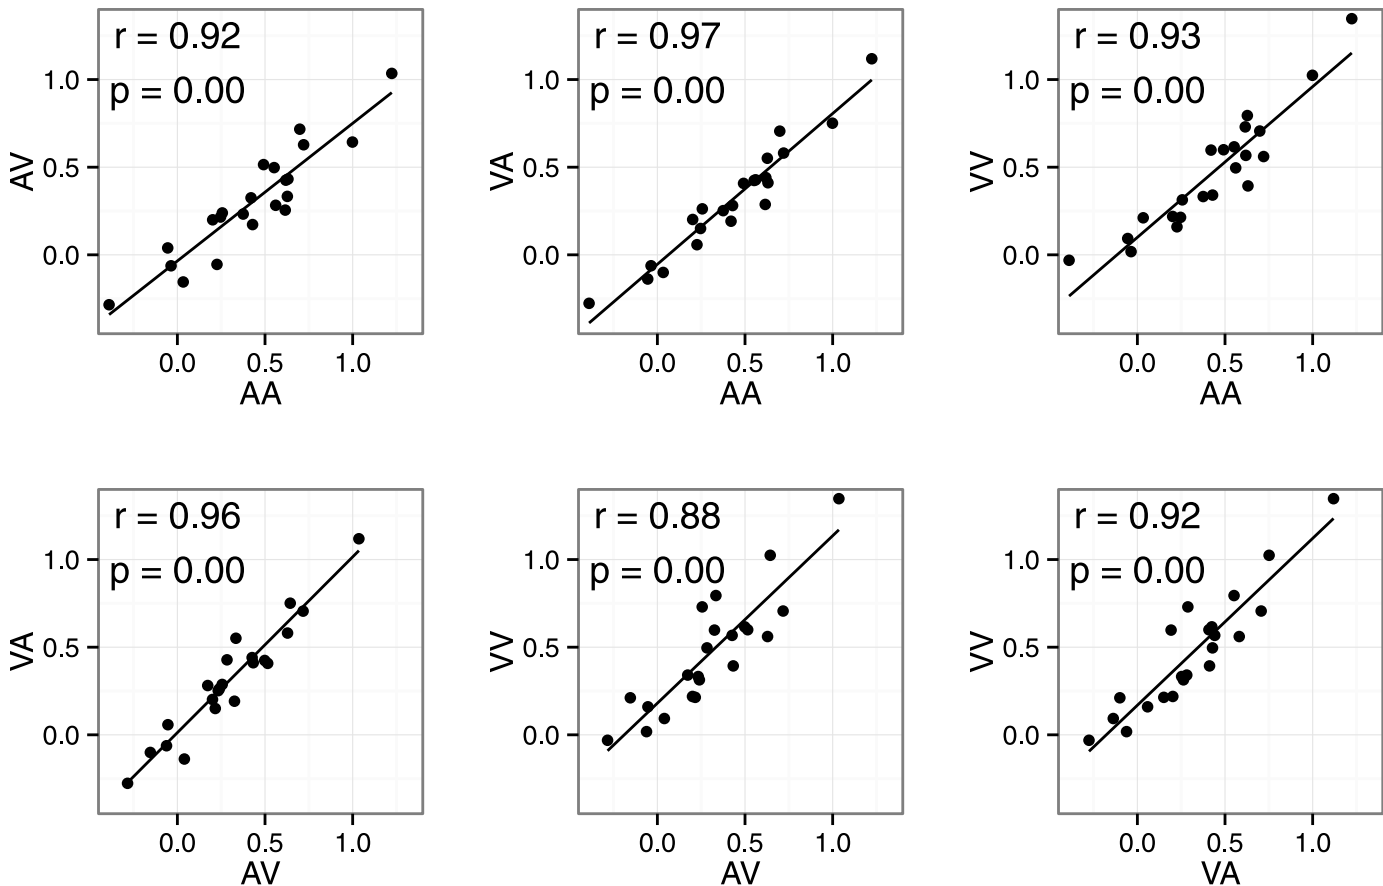 r = 0.92
p = 0.00
AV
1.0
0.5
0.0
0.0 0.5 1.0
AA
r = 0.97
p = 0.00
VA
1.0
0.5
0.0
0.0 0.5 1.0
AA
r = 0.93
p = 0.00
VV
1.0
0.5
0.0
0.0 0.5 1.0
AA
r = 0.96
p = 0.00
VA
1.0
0.5
0.0
0.0 0.5 1.0
AV
r = 0.88
p = 0.00
VV
1.0
0.5
0.0
0.0 0.5 1.0
AV
r = 0.92
p = 0.00
VV
1.0
0.5
0.0
0.0 0.5 1.0
VA